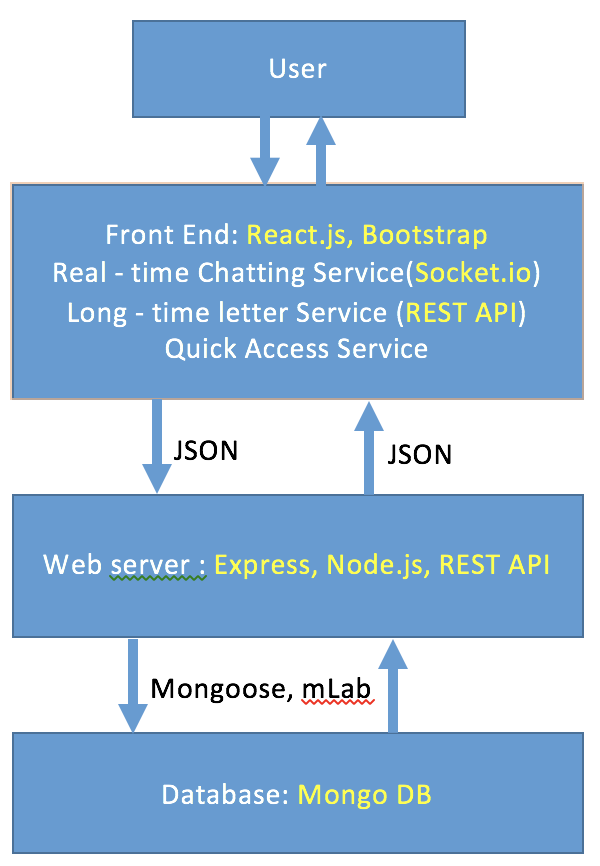 User
Front End: React.js, Bootstrap
Real - time Chatting Service(Socket.io)
Long - time letter Service (REST API)
Quick Access Service
JSON
JSON
Web server : Express, Node.js, REST API
Mongoose, mLab
Database: Mongo DB